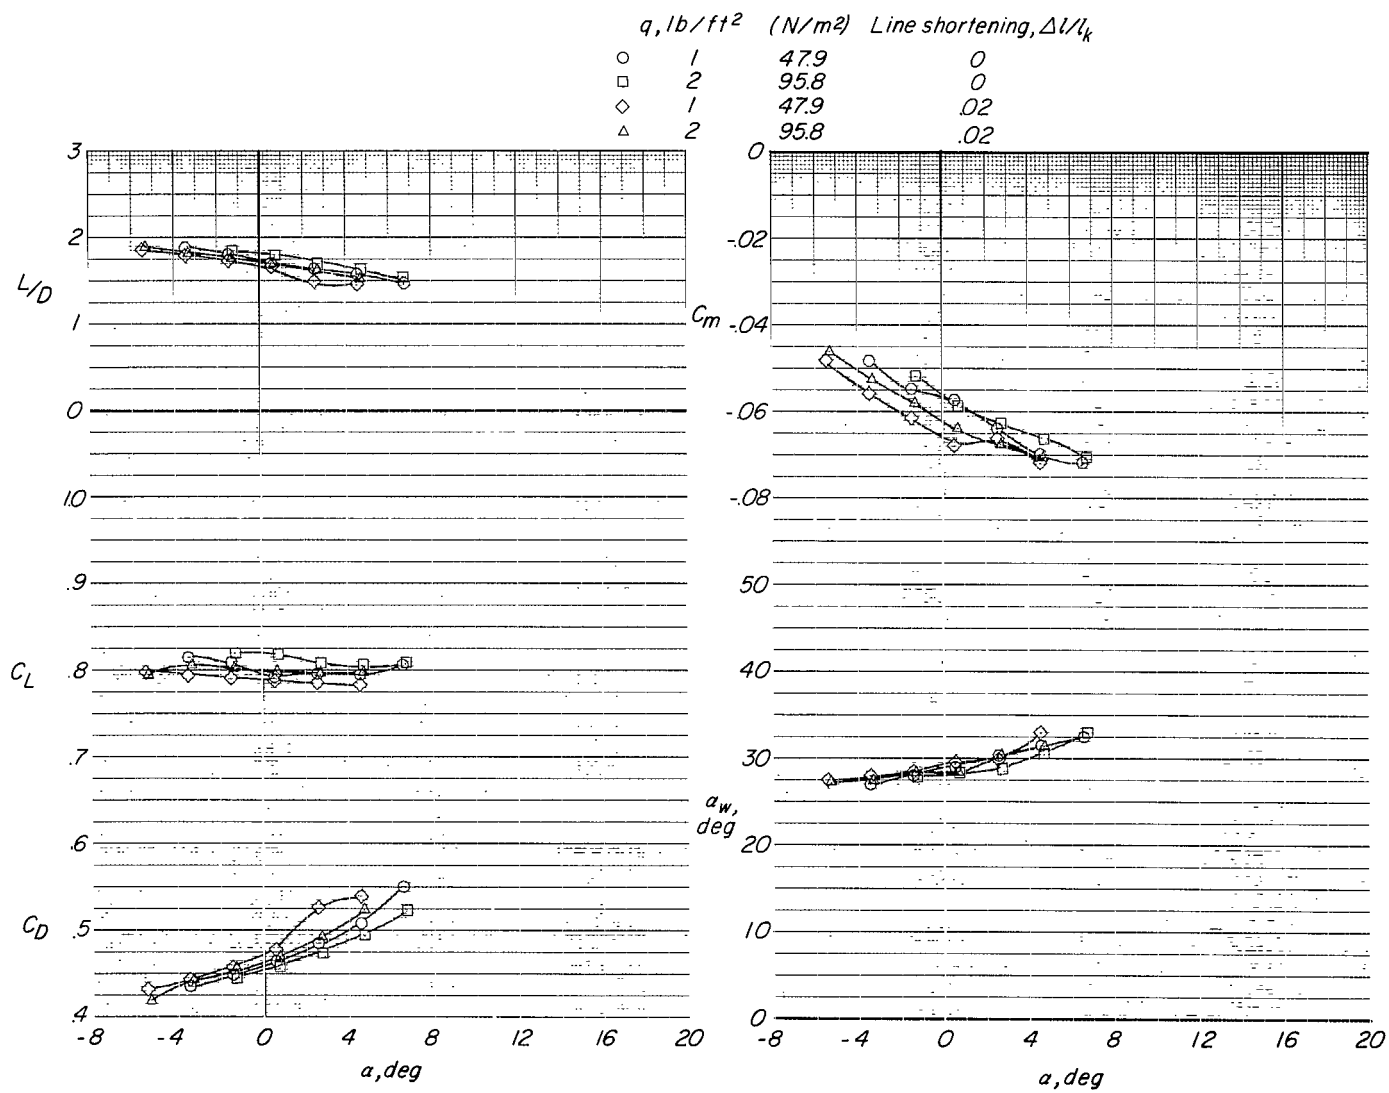 q, lb/ft² (N/m²) Line shortening, Δl/lₖ
○ 1 47.9 0
□ 2 95.8 0
◇ 1 47.9 .02
△ 2 95.8 .02
3
2
L/D
1
0
1.0
.9
C_L .8
.7
.6
C_D .5
.4
-8 -4 0 4 8 12 16 20
α, deg
0
-.02
C_m -.04
-.06
-.08
50
40
30
α_w,
deg 20
10
0
-8 -4 0 4 8 12 16 20
α, deg